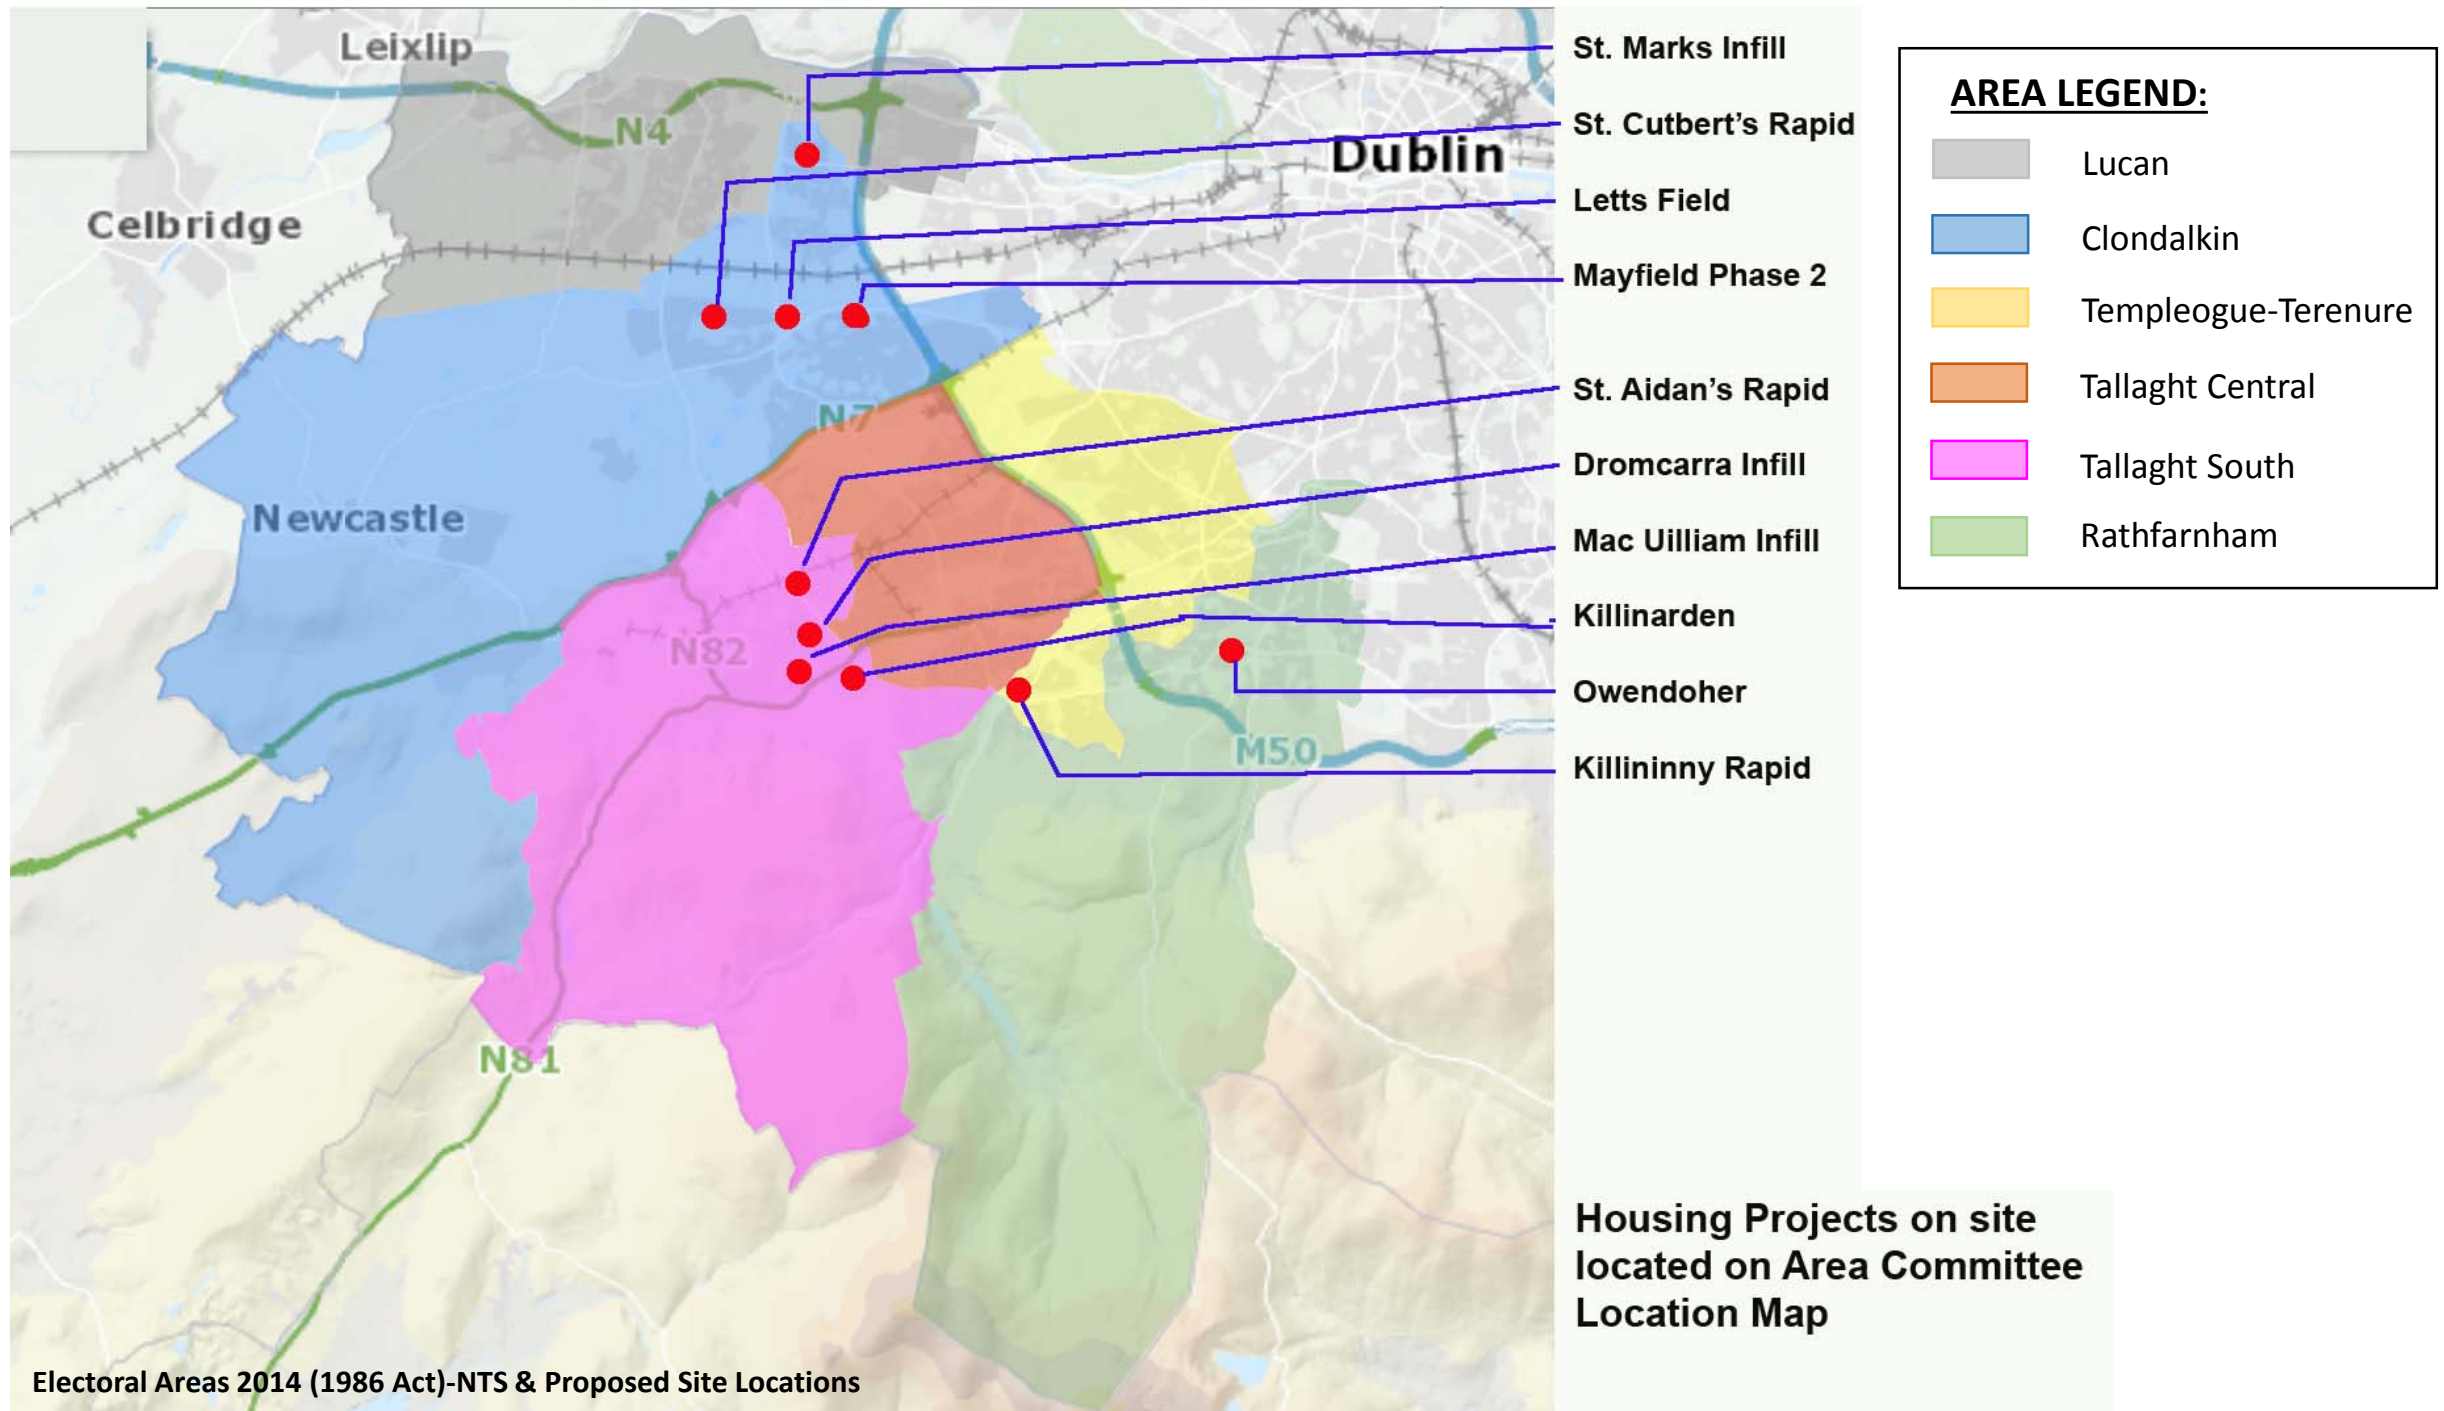 Leixlip
N4
Celbridge
Dublin
N7
Newcastle
N82
M50
N81
St. Marks Infill
St. Cutbert’s Rapid
Letts Field
Mayfield Phase 2
St. Aidan’s Rapid
Dromcarra Infill
Mac Uilliam Infill
Killinarden
Owendoher
Killininny Rapid
AREA LEGEND:
Lucan
Clondalkin
Templeogue-Terenure
Tallaght Central
Tallaght South
Rathfarnham
Housing Projects on site
located on Area Committee
Location Map
Electoral Areas 2014 (1986 Act)-NTS & Proposed Site Locations